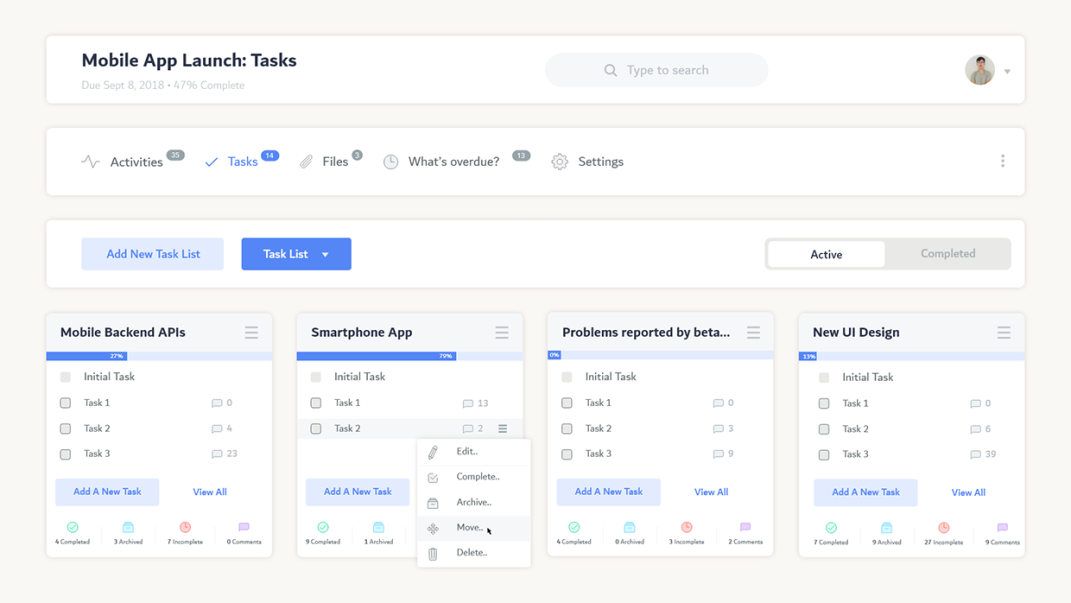 Mobile App Launch: Tasks
Due Sept 8, 2018 • 47% Complete
Type to search
Activities 35
Tasks 14
Files 3
What's overdue? 13
Settings
Add New Task List
Task List
Active
Completed
Mobile Backend APIs
27%
Initial Task
Task 1 0
Task 2 4
Task 3 23
Add A New Task
View All
4 Completed
3 Archived
7 Incomplete
0 Comments
Smartphone App
79%
Initial Task
Task 1 13
Task 2 2
Edit..
Complete..
Archive..
Move..
Delete..
Add A New Task
9 Completed
1 Archived
Problems reported by beta...
0%
Initial Task
Task 1 0
Task 2 3
Task 3 9
Add A New Task
View All
4 Completed
0 Archived
3 Incomplete
2 Comments
New UI Design
13%
Initial Task
Task 1 0
Task 2 6
Task 3 39
Add A New Task
View All
7 Completed
9 Archived
27 Incomplete
9 Comments